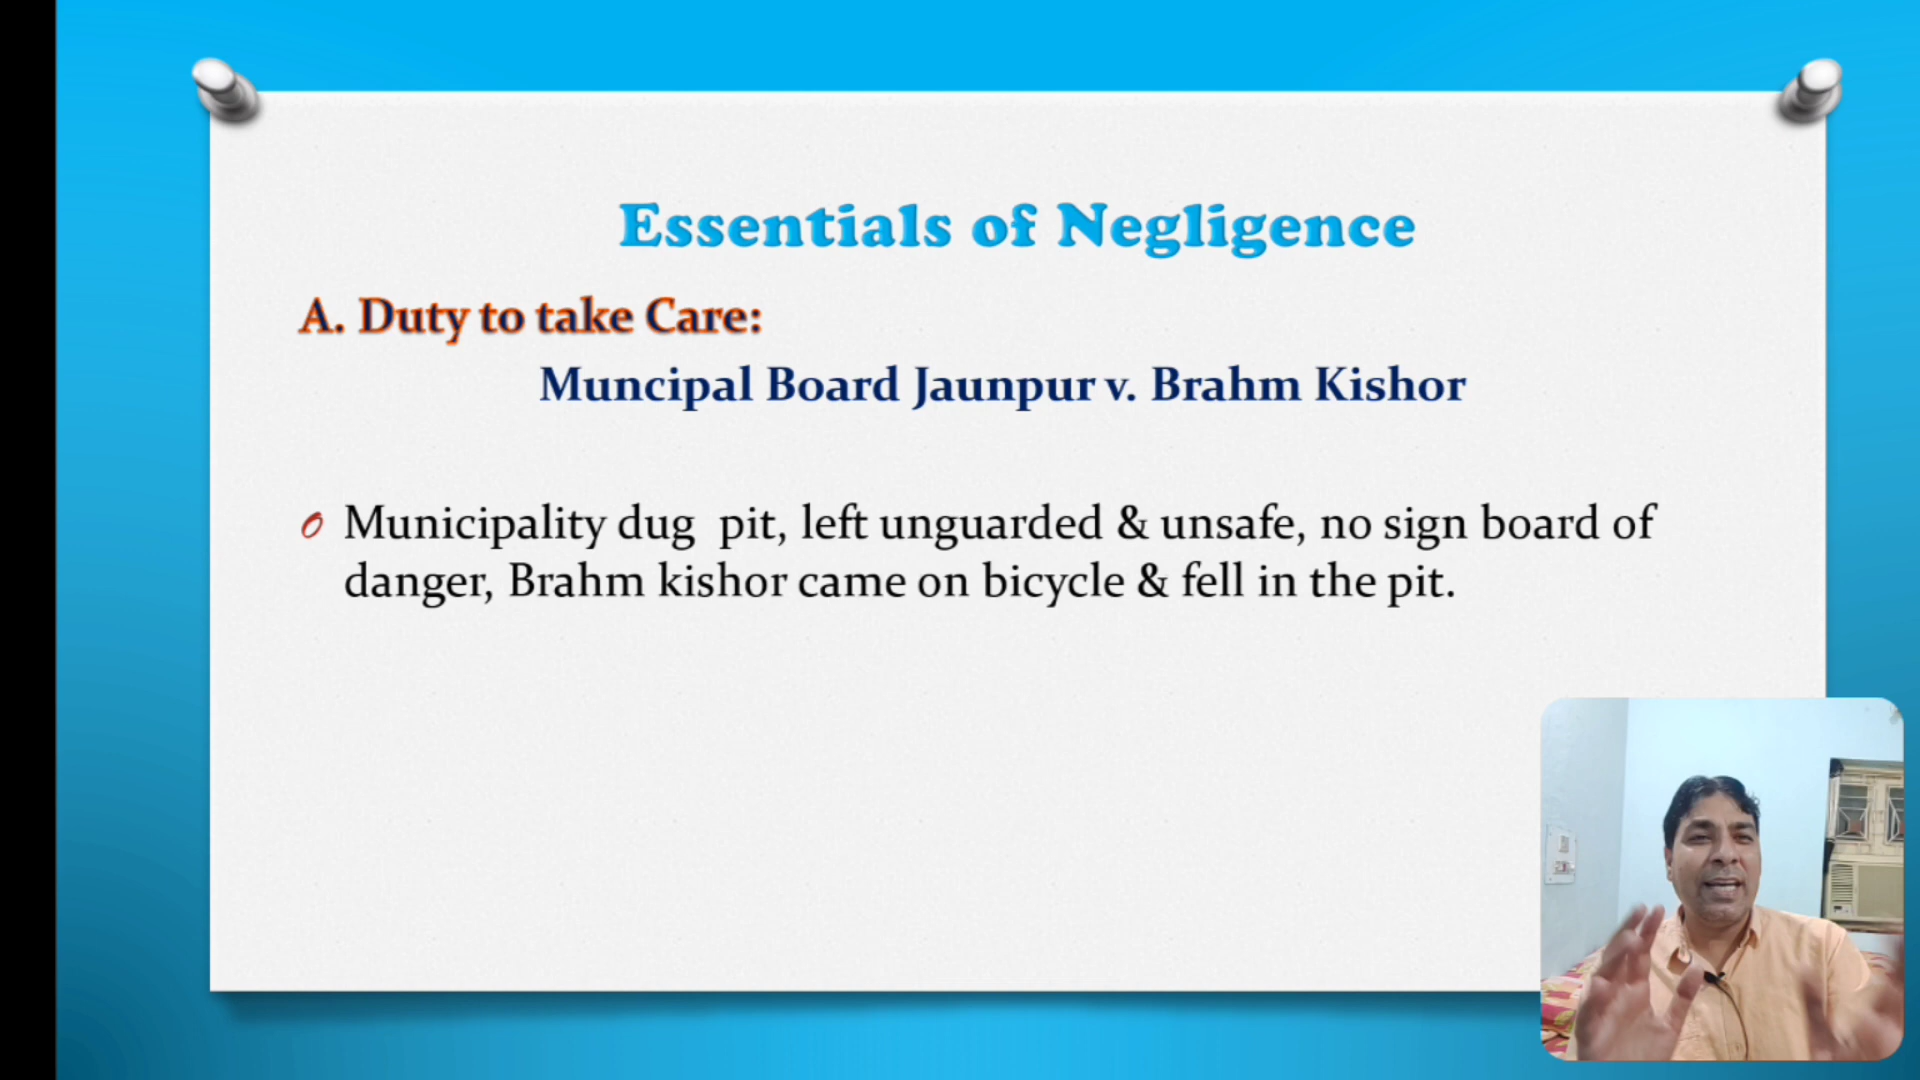 Essentials of Negligence
A. Duty to take Care:
Muncipal Board Jaunpur v. Brahm Kishor
Municipality dug pit, left unguarded & unsafe, no sign board of
danger, Brahm kishor came on bicycle & fell in the pit.